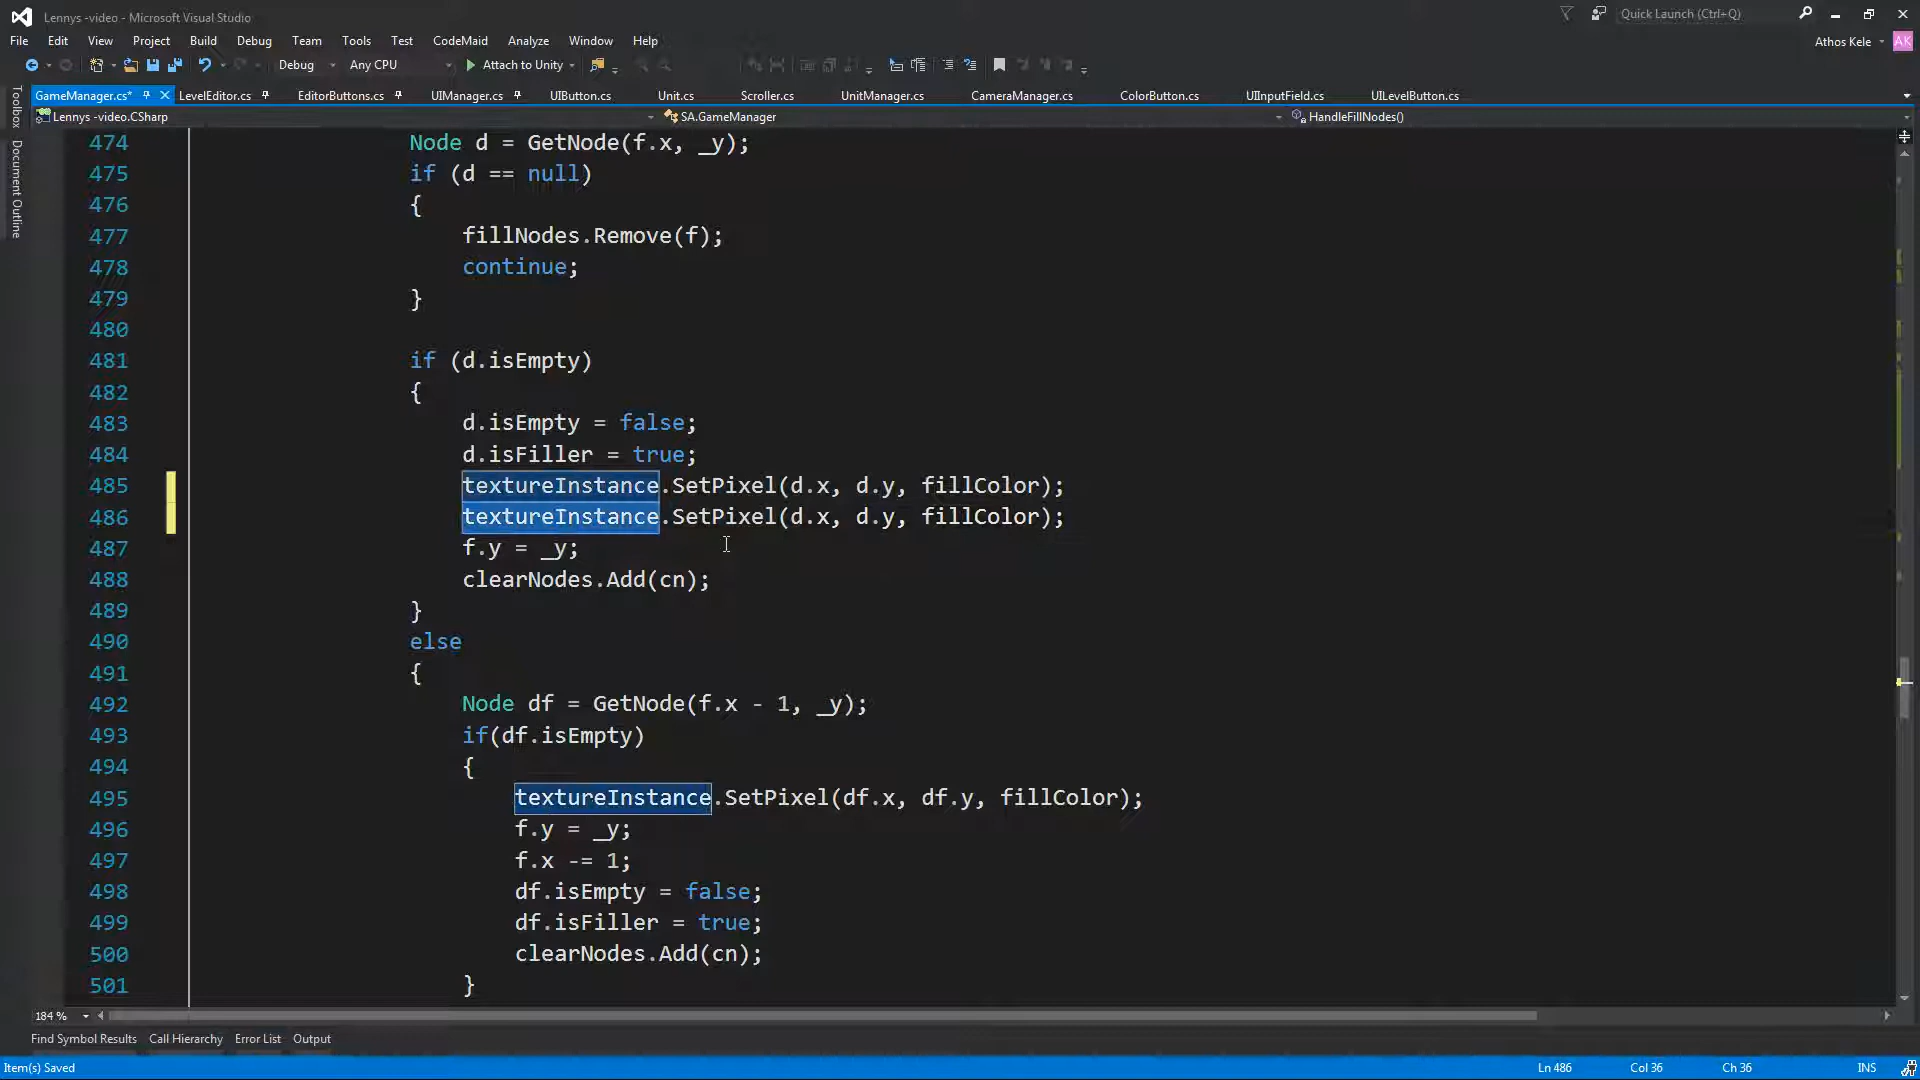 Lennys -video - Microsoft Visual Studio
Quick Launch (Ctrl+Q)
File Edit View Project Build Debug Team Tools Test CodeMaid Analyze Window Help
Athos Kele AK
Debug Any CPU Attach to Unity
GameManager.cs* LevelEditor.cs EditorButtons.cs UIManager.cs UIButton.cs Unit.cs Scroller.cs UnitManager.cs CameraManager.cs ColorButton.cs UIInputField.cs UILevelButton.cs
Lennys -video.CSharp SA.GameManager HandleFillNodes()
Toolbox
Document Outline
474 Node d = GetNode(f.x, _y);
475 if (d == null)
476 {
477 fillNodes.Remove(f);
478 continue;
479 }
480
481 if (d.isEmpty)
482 {
483 d.isEmpty = false;
484 d.isFiller = true;
485 textureInstance.SetPixel(d.x, d.y, fillColor);
486 textureInstance.SetPixel(d.x, d.y, fillColor);
487 f.y = _y;
488 clearNodes.Add(cn);
489 }
490 else
491 {
492 Node df = GetNode(f.x - 1, _y);
493 if(df.isEmpty)
494 {
495 textureInstance.SetPixel(df.x, df.y, fillColor);
496 f.y = _y;
497 f.x -= 1;
498 df.isEmpty = false;
499 df.isFiller = true;
500 clearNodes.Add(cn);
501 }
184 %
Find Symbol Results Call Hierarchy Error List Output
Item(s) Saved Ln 486 Col 36 Ch 36 INS